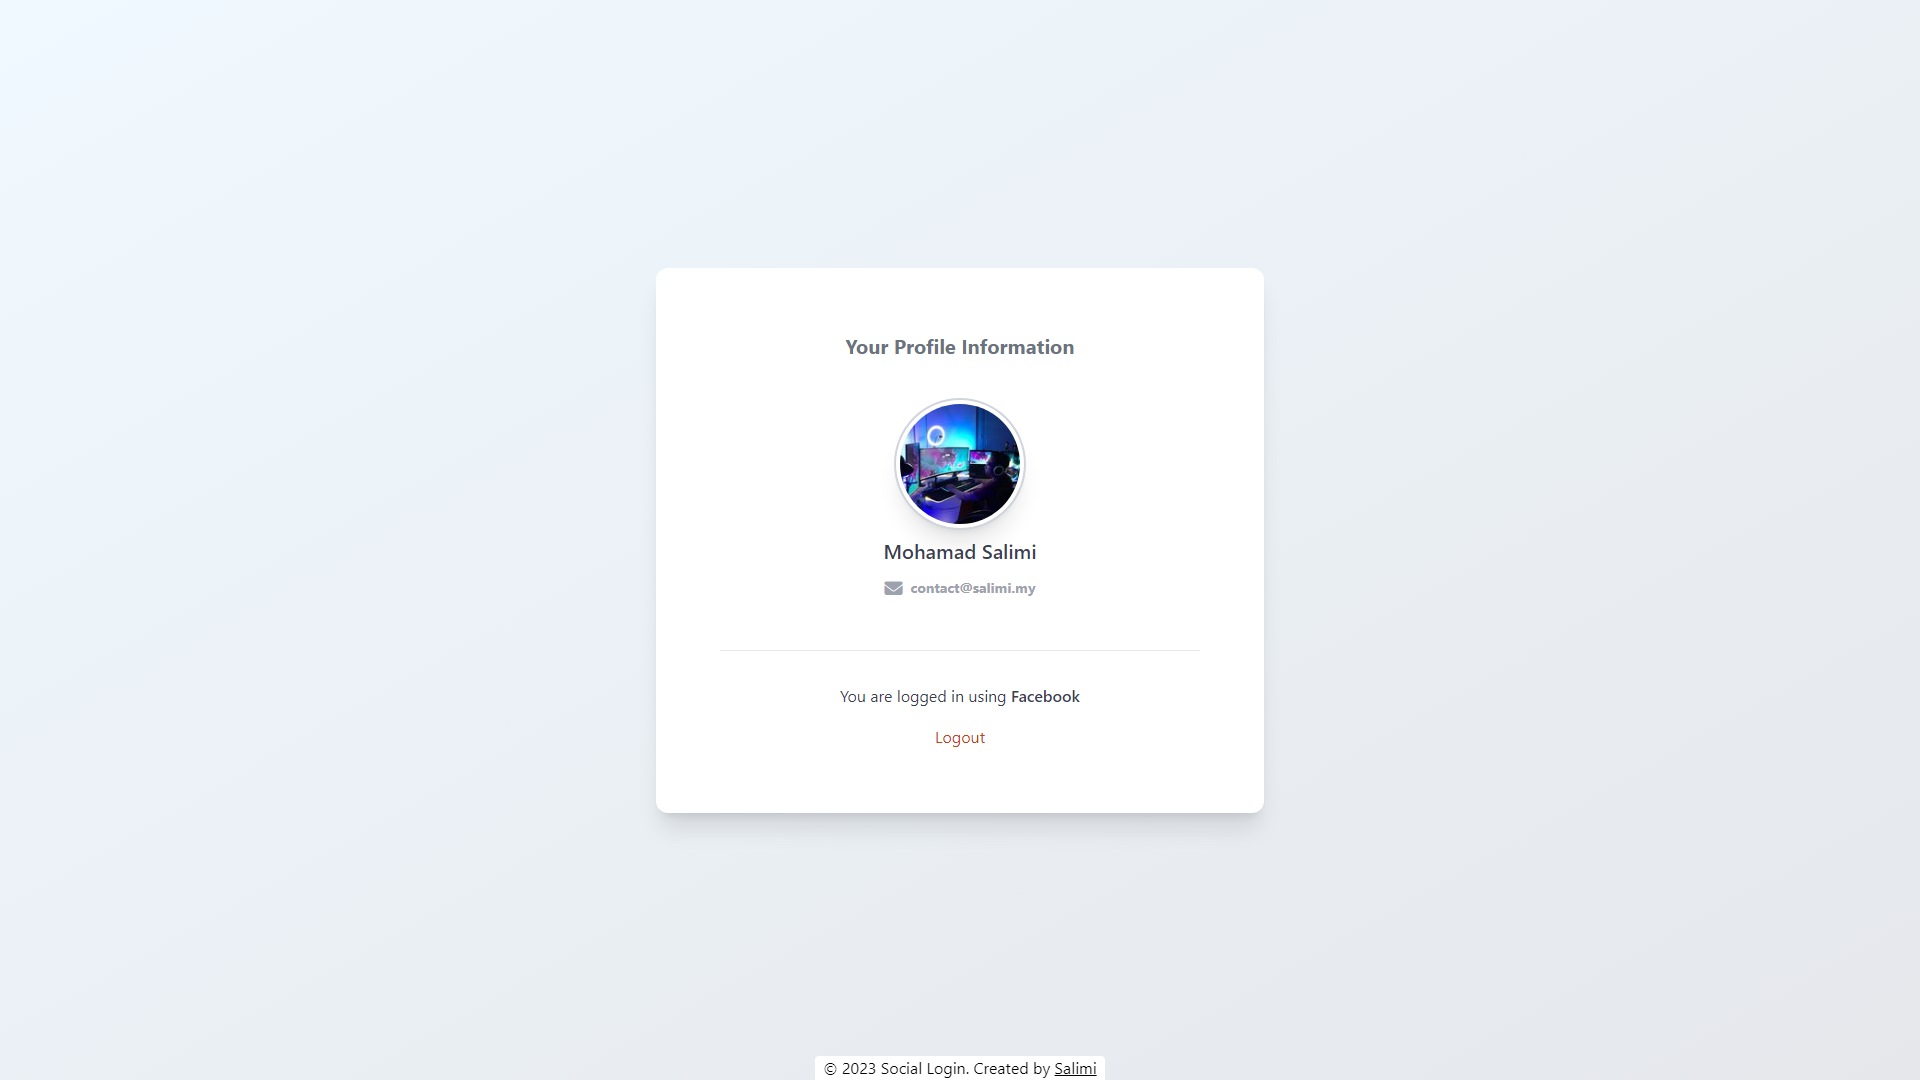 Your Profile Information
Mohamad Salimi
contact@salimi.my
You are logged in using Facebook
Logout
© 2023 Social Login. Created by Salimi